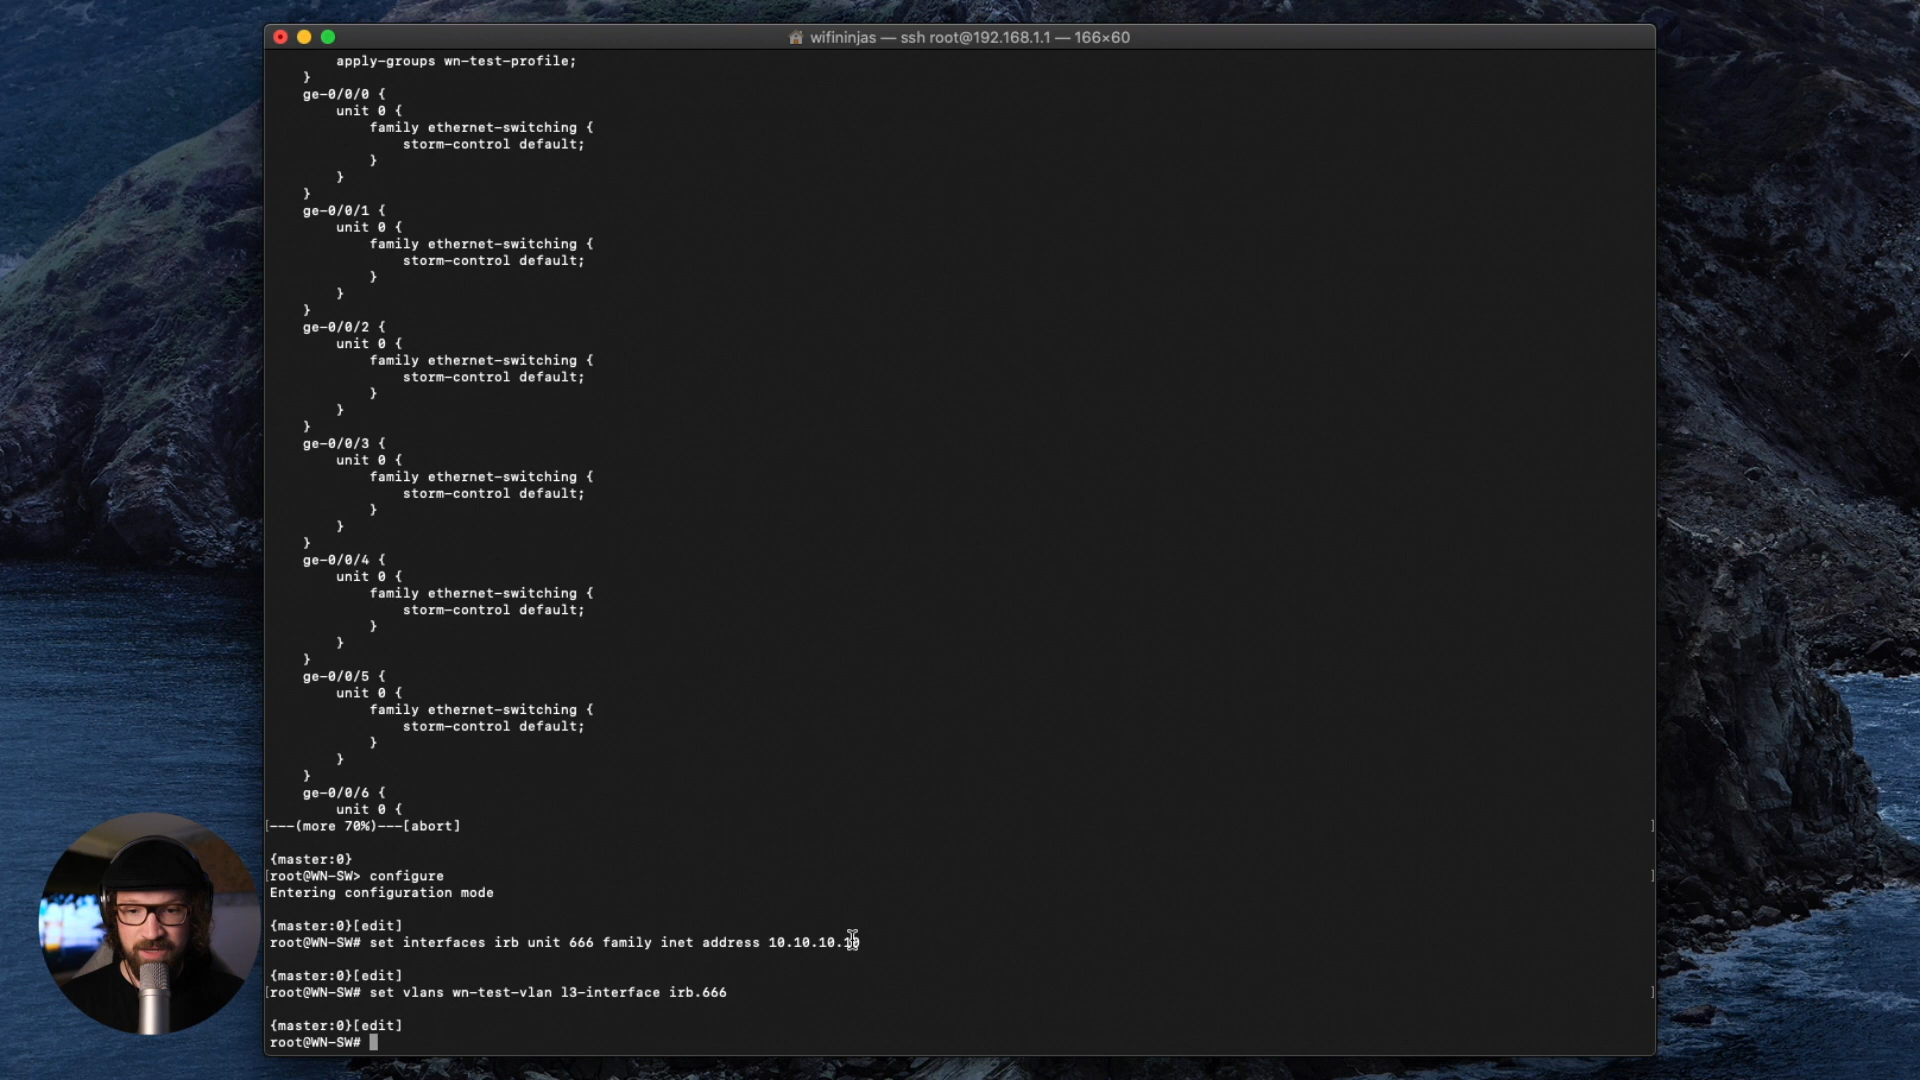 wifininjas — ssh root@192.168.1.1 — 166×60
apply-groups wn-test-profile;
}
ge-0/0/0 {
unit 0 {
family ethernet-switching {
storm-control default;
}
}
}
ge-0/0/1 {
unit 0 {
family ethernet-switching {
storm-control default;
}
}
}
ge-0/0/2 {
unit 0 {
family ethernet-switching {
storm-control default;
}
}
}
ge-0/0/3 {
unit 0 {
family ethernet-switching {
storm-control default;
}
}
}
ge-0/0/4 {
unit 0 {
family ethernet-switching {
storm-control default;
}
}
}
ge-0/0/5 {
unit 0 {
family ethernet-switching {
storm-control default;
}
}
}
ge-0/0/6 {
unit 0 {
[---(more 70%)---[abort] ]
{master:0}
[root@WN-SW> configure ]
Entering configuration mode
{master:0}[edit]
root@WN-SW# set interfaces irb unit 666 family inet address 10.10.10.10
{master:0}[edit]
[root@WN-SW# set vlans wn-test-vlan l3-interface irb.666 ]
{master:0}[edit]
root@WN-SW#